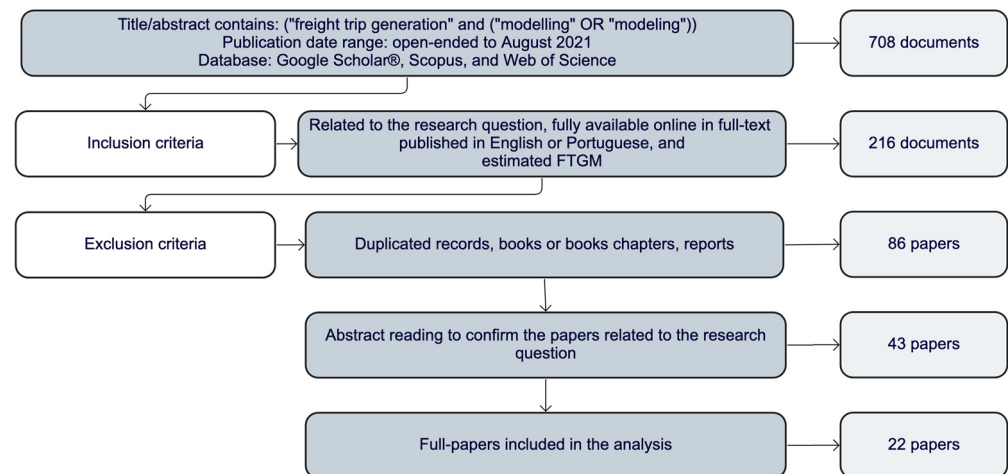 Title/abstract contains: ("freight trip generation" and ("modelling" OR "modeling"))
Publication date range: open-ended to August 2021
Database: Google Scholar®, Scopus, and Web of Science
708 documents
Inclusion criteria
Related to the research question, fully available online in full-text
published in English or Portuguese, and
estimated FTGM
216 documents
Exclusion criteria
Duplicated records, books or books chapters, reports
86 papers
Abstract reading to confirm the papers related to the research
question
43 papers
Full-papers included in the analysis
22 papers